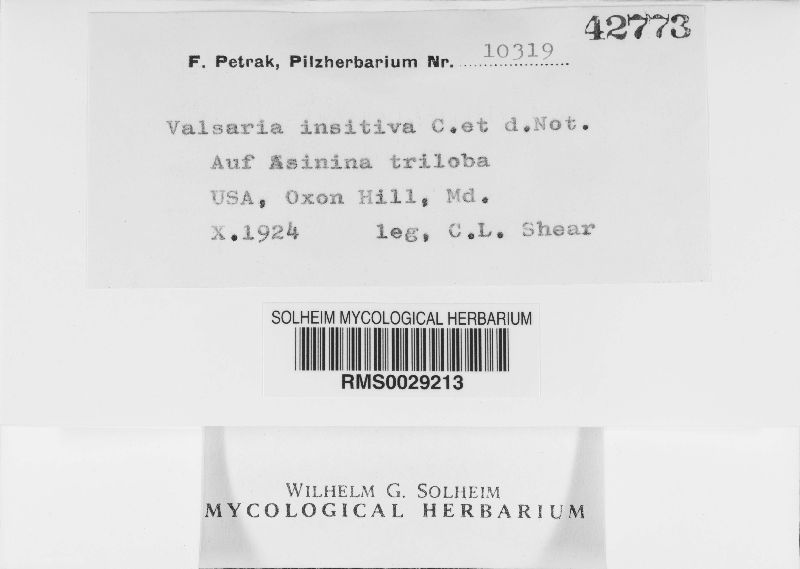 42773
F. Petrak, Pilzherbarium Nr. 10319
Valsaria insitiva C.et d.Not.
Auf Asinina triloba
USA, Oxon Hill, Md.
X.1924 leg, C.L. Shear
SOLHEIM MYCOLOGICAL HERBARIUM
RMS0029213
WILHELM G. SOLHEIM
MYCOLOGICAL HERBARIUM